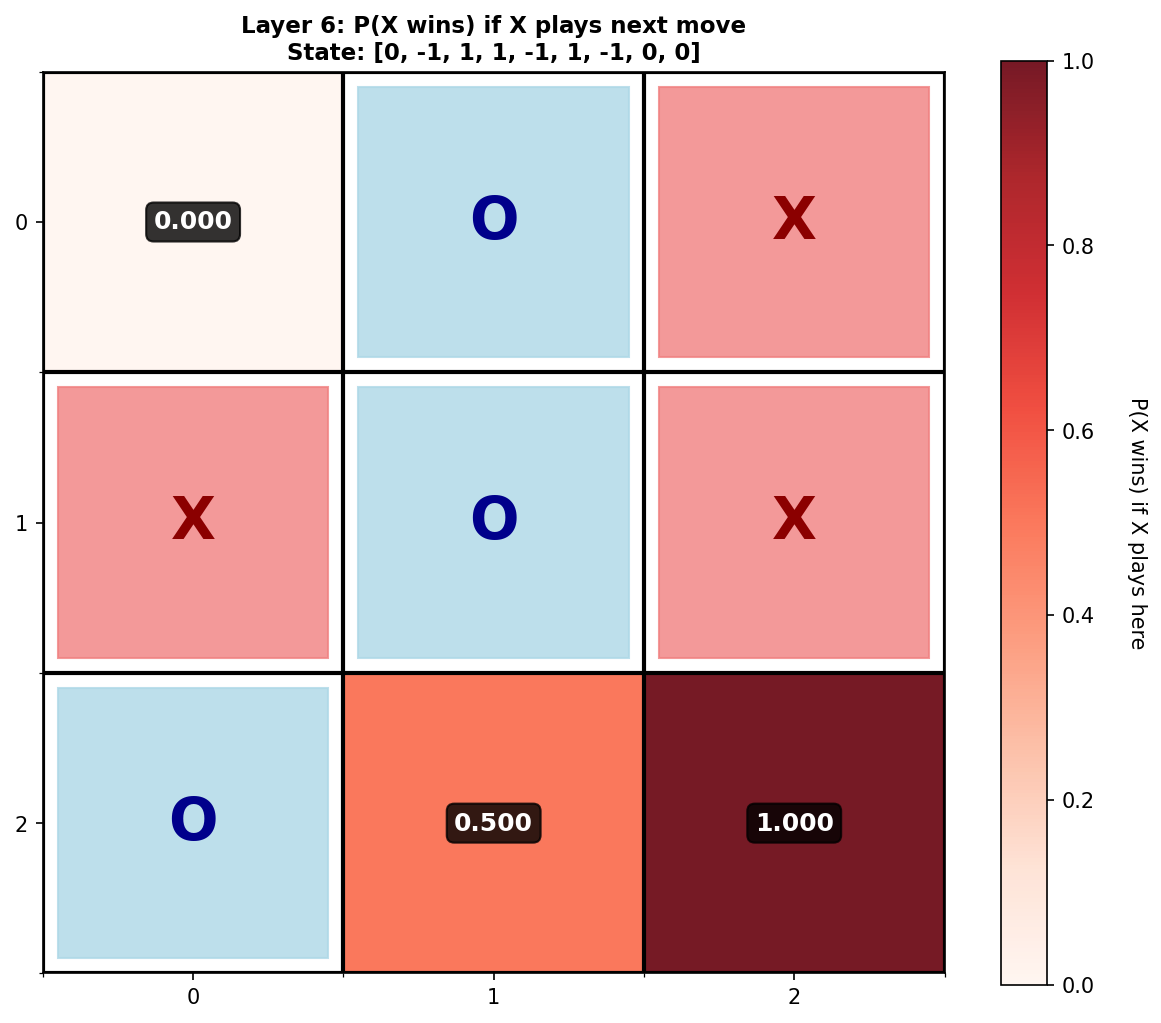 Layer 6: P(X wins) if X plays next move
State: [0, -1, 1, 1, -1, 1, -1, 0, 0]
0
0.000
O
X
1
X
O
X
2
O
0.500
1.000
0
1
2
1.0
0.8
0.6
0.4
0.2
0.0
P(X wins) if X plays here